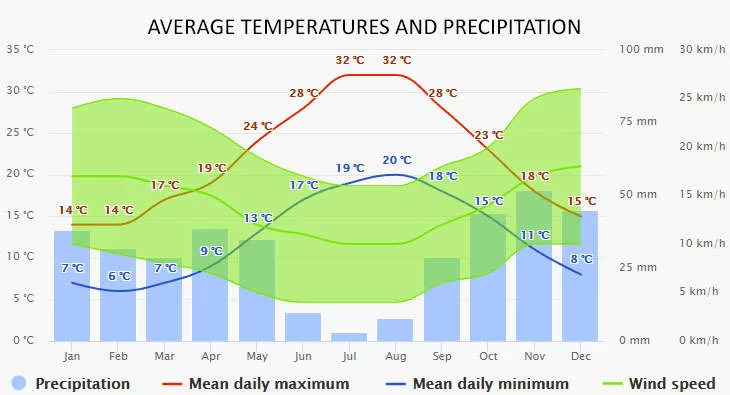 AVERAGE TEMPERATURES AND PRECIPITATION
35 °C 100 mm 30 km/h
32 °C 32 °C
30 °C 28 °C 28 °C 25 km/h
25 °C 24 °C 23 °C 75 mm
20 °C 19 °C 19 °C 20 °C 20 km/h
17 °C 17 °C 18 °C 18 °C
15 °C 14 °C 14 °C 13 °C 15 °C 15 °C 50 mm 15 km/h
10 °C 9 °C 11 °C 10 km/h
7 °C 6 °C 7 °C 8 °C 25 mm
5 °C 5 km/h
0 °C 0 mm 0 km/h
Jan Feb Mar Apr May Jun Jul Aug Sep Oct Nov Dec
Precipitation Mean daily maximum Mean daily minimum Wind speed